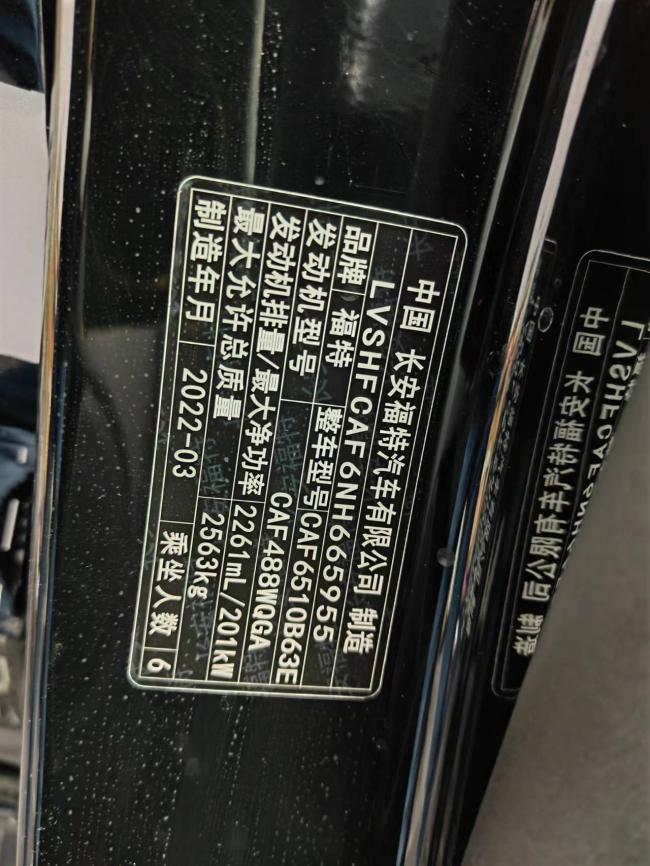 中国 长安福特汽车有限公司 制造
LVSHFCAF6NH665955
品牌 福特 整车型号 CAF6510B63E
发动机型号 CAF488WQGA
发动机排量/最大净功率 2261mL/201kW
最大允许总质量 2563kg
制造年月 2022-03 乘坐人数 6